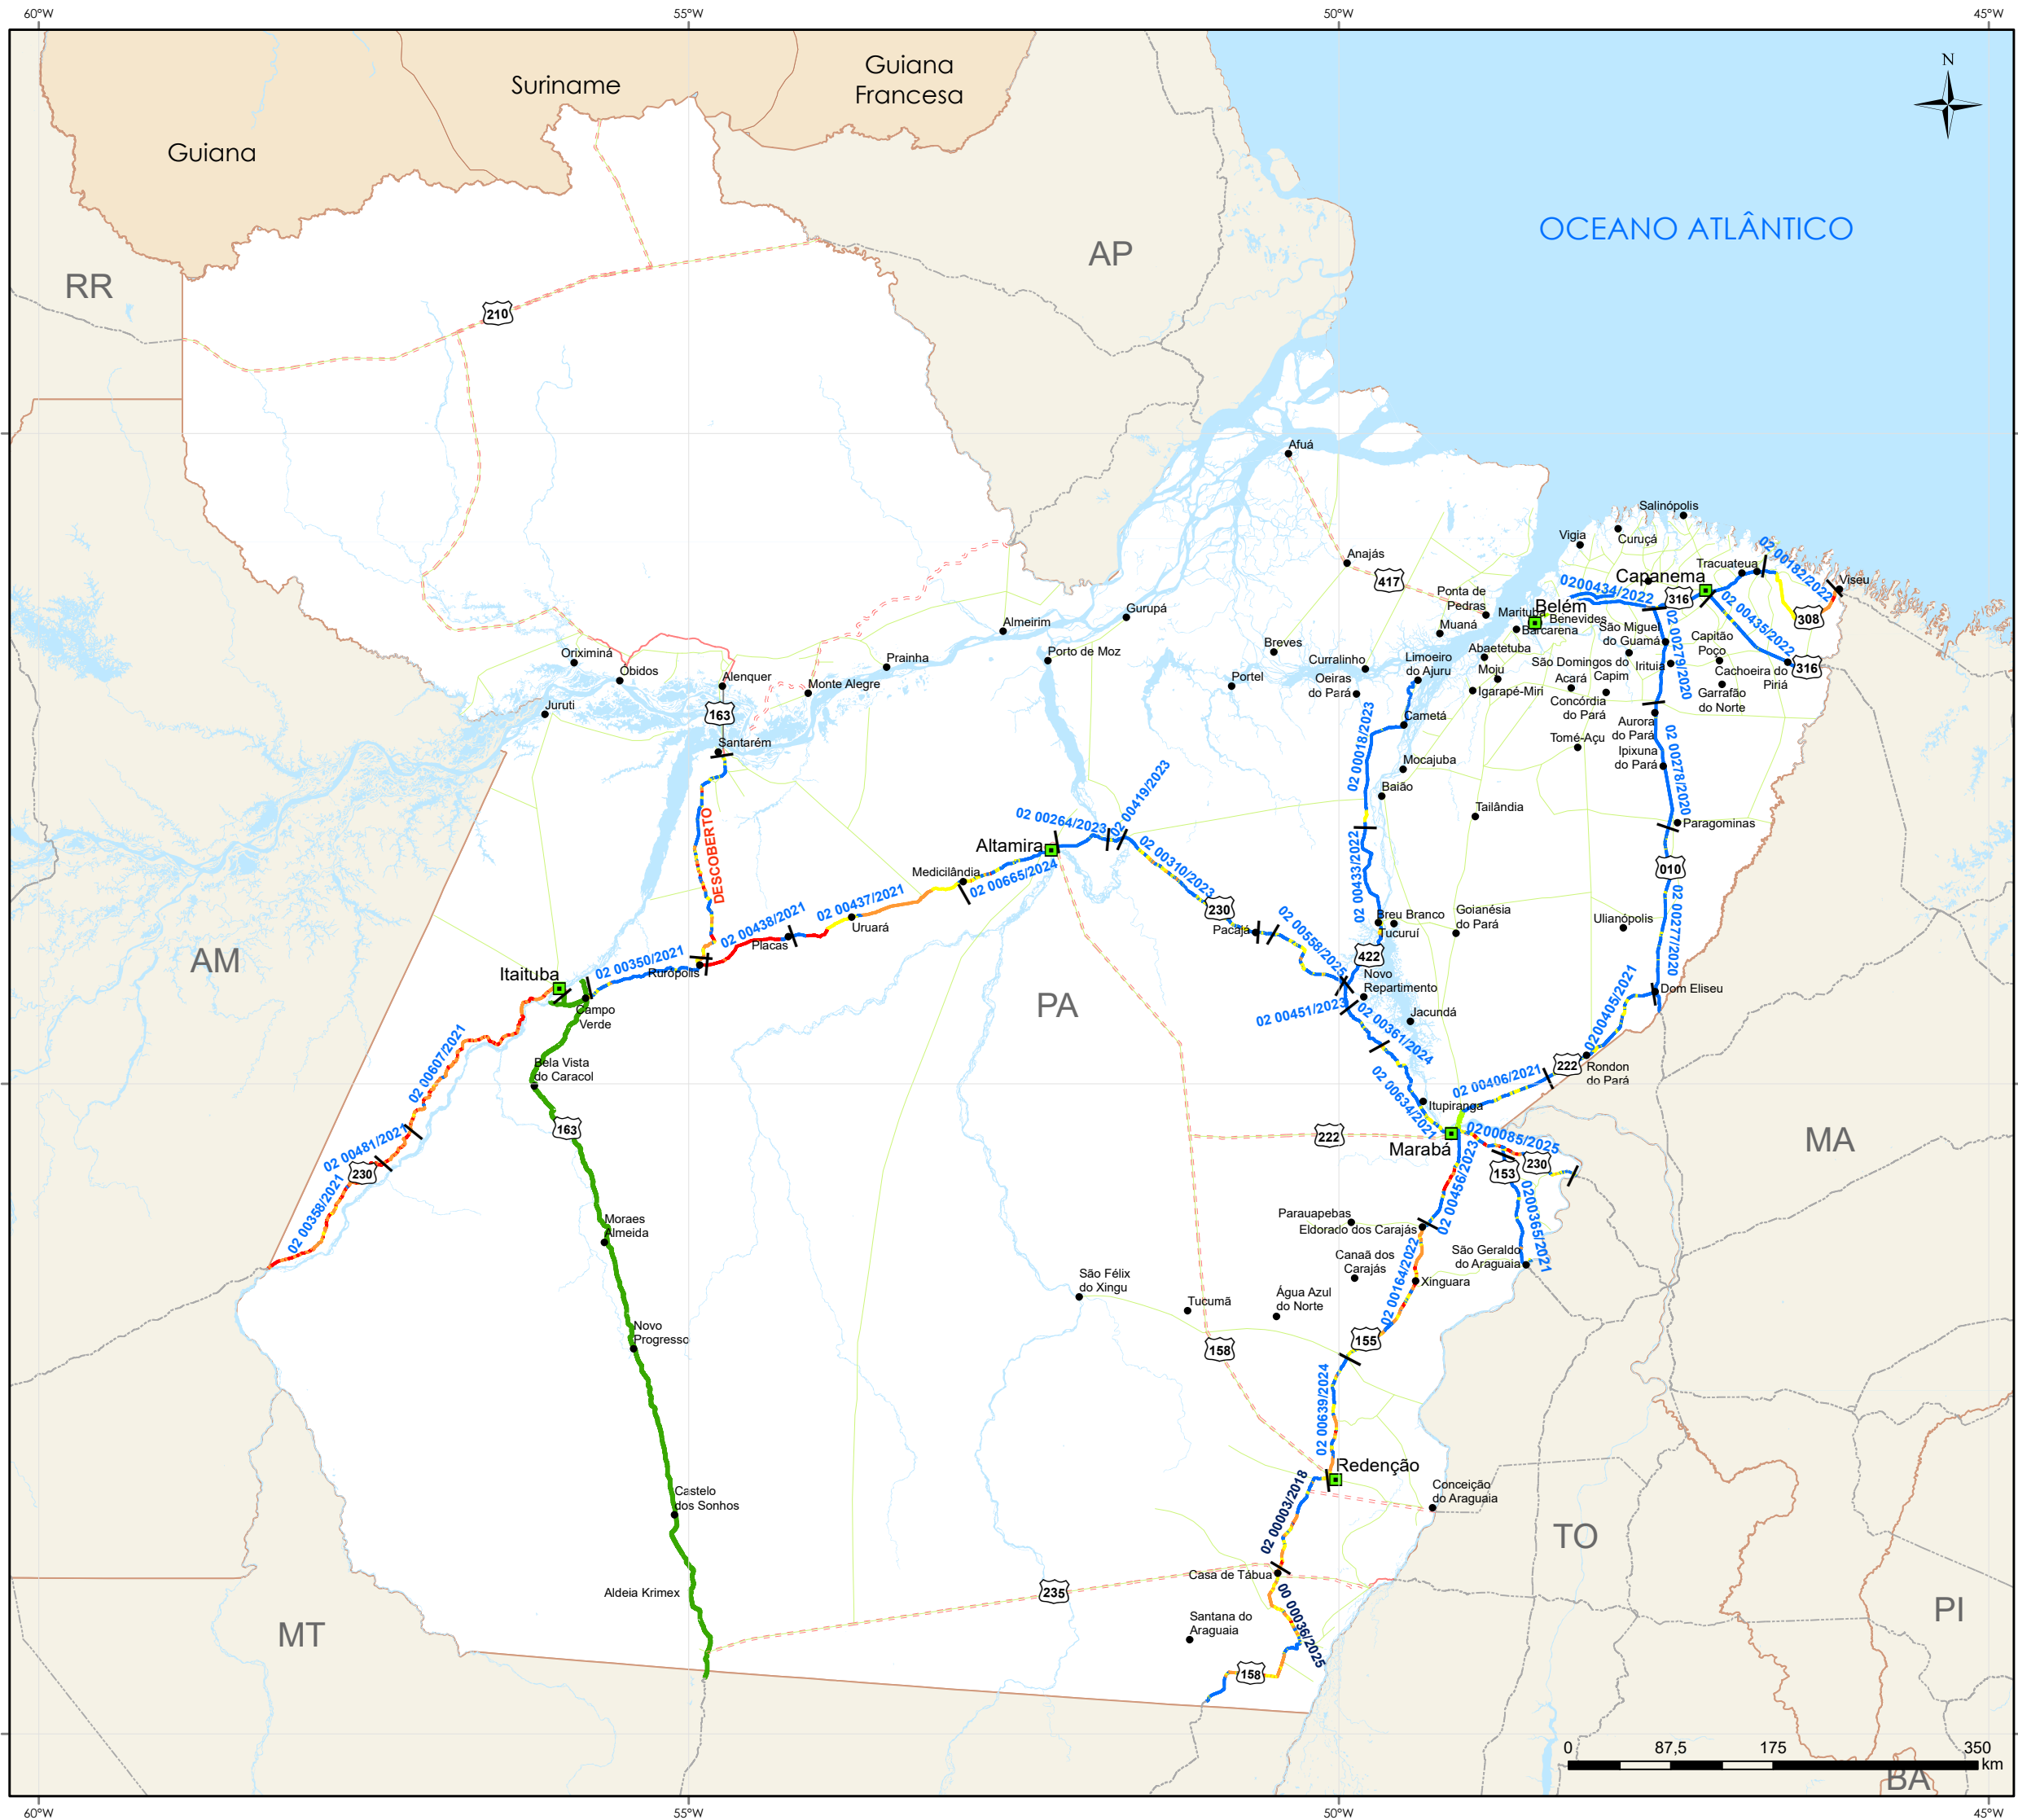 60°W
55°W
50°W
45°W
N
Guiana
Suriname
Guiana
Francesa
OCEANO ATLÂNTICO
RR
AP
210
Afuá
Salinópolis
Curuçá
Vigia
Anajás
417
Tracuateua
Capanema
02 00182/2022
Viseu
0200434/2022
316
308
Ponta de
Pedras
Marituba
Belém
Benevides
Barcarena
Muaná
São Miguel
do Guamá
02 00279/2020
02 00435/2022
Capitão
Poço
Gurupá
Almeirim
Breves
Curralinho
Limoeiro
do Ajuru
Abaetetuba
Moju
São Domingos do
Capim
Irituia
Cachoeira do
Piriá
316
Oriximiná
Óbidos
Alenquer
Prainha
Monte Alegre
Porto de Moz
Portel
Oeiras
do Pará
Igarapé-Miri
Acará
Concórdia
do Pará
Garrafão
do Norte
Juruti
163
Santarém
Cametá
Aurora
do Pará
Ipixuna
do Pará
Tomé-Açu
02 00018/2023
Mocajuba
Baião
02 00278/2020
Tailândia
Paragominas
DESCOBERTO
02 00264/2023
02 00419/2023
Altamira
Medicilândia
02 00665/2024
02 00310/2023
02 00433/2022
010
02 00437/2021
Uruará
02 00438/2021
Placas
230
Pacajá
02 00558/2025
Breu Branco
Tucuruí
Goianésia
do Pará
Ulianópolis
02 00277/2020
AM
Itaituba
02 00350/2021
Rurópolis
422
Novo
Repartimento
Dom Eliseu
Campo
Verde
PA
02 00451/2023
02 00361/2024
Jacundá
0200405/2021
02 00607/2021
Bela Vista
do Caracol
163
02 00634/2021
Itupiranga
02 00406/2021
222
Rondon
do Pará
02 00481/2021
230
222
Marabá
0200085/2025
230
153
MA
02 00358/2021
02 00456/2023
Parauapebas
Eldorado dos Carajás
0200365/2021
Moraes
Almeida
Canaã dos
Carajás
São Geraldo
do Araguaia
02 00164/2022
Xinguara
São Félix
do Xingu
Tucumã
Água Azul
do Norte
Novo
Progresso
158
155
02 00639/2024
Redenção
Castelo
dos Sonhos
02 00003/2018
Conceição
do Araguaia
TO
Aldeia Krimex
235
Casa de Tábua
00 00036/2025
Santana do
Araguaia
MT
PI
158
0
87,5
175
350
km
BA
60°W
55°W
50°W
45°W